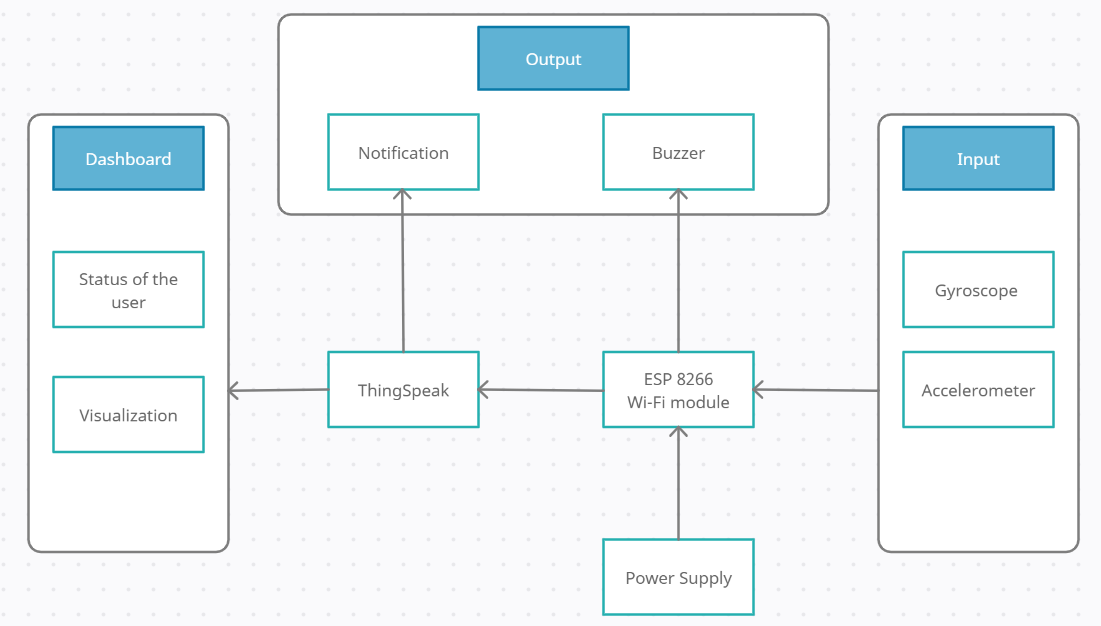 Output
Notification
Buzzer
Dashboard
Status of the
user
Visualization
ThingSpeak
ESP 8266
Wi-Fi module
Power Supply
Input
Gyroscope
Accelerometer